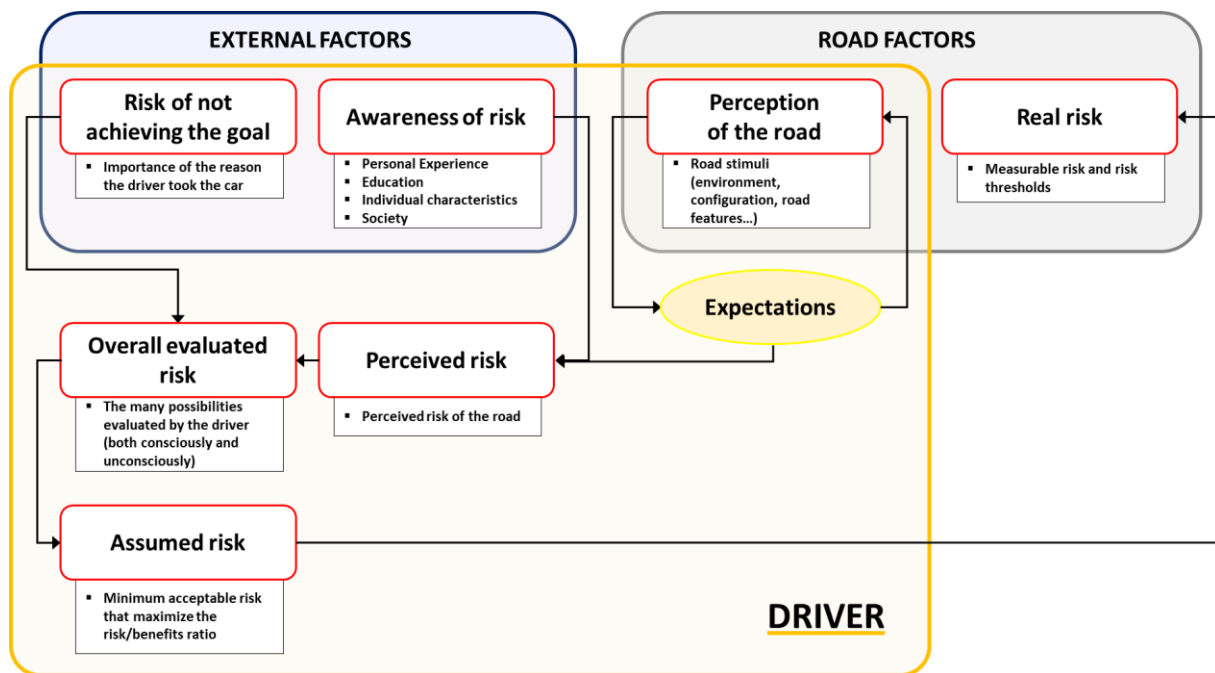 EXTERNAL FACTORS
ROAD FACTORS
Risk of not
achieving the goal
▪ Importance of the reason
the driver took the car
Awareness of risk
▪ Personal Experience
▪ Education
▪ Individual characteristics
▪ Society
Perception
of the road
▪ Road stimuli
(environment,
configuration, road
features...)
Real risk
▪ Measurable risk and risk
thresholds
Expectations
Overall evaluated
risk
▪ The many possibilities
evaluated by the driver
(both consciously and
unconsciously)
Perceived risk
▪ Perceived risk of the road
Assumed risk
▪ Minimum acceptable risk
that maximize the
risk/benefits ratio
DRIVER